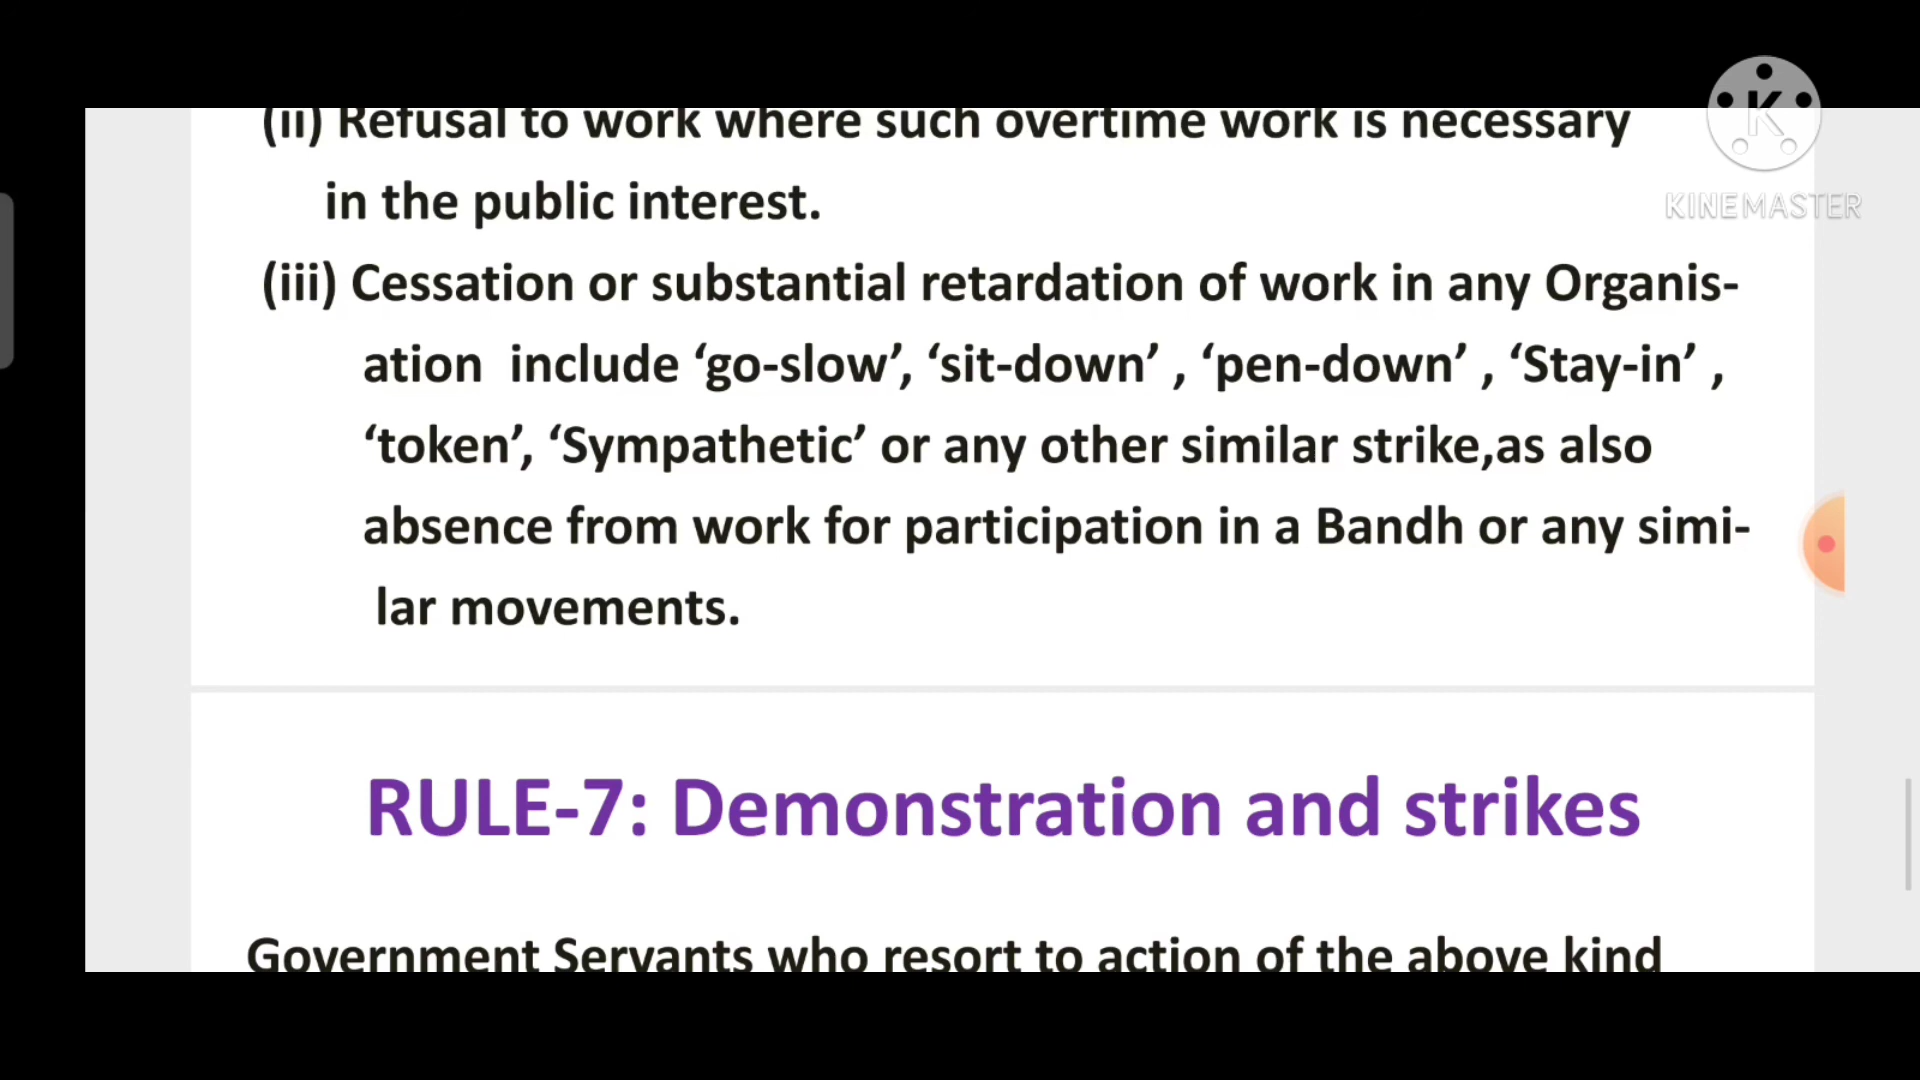 (ii) Refusal to work where such overtime work is necessary
in the public interest.
(iii) Cessation or substantial retardation of work in any Organis-
ation include ‘go-slow’, ‘sit-down’ , ‘pen-down’ , ‘Stay-in’ ,
‘token’, ‘Sympathetic’ or any other similar strike,as also
absence from work for participation in a Bandh or any simi-
lar movements.
RULE-7: Demonstration and strikes
Government Servants who resort to action of the above kind
K
KINEMASTER